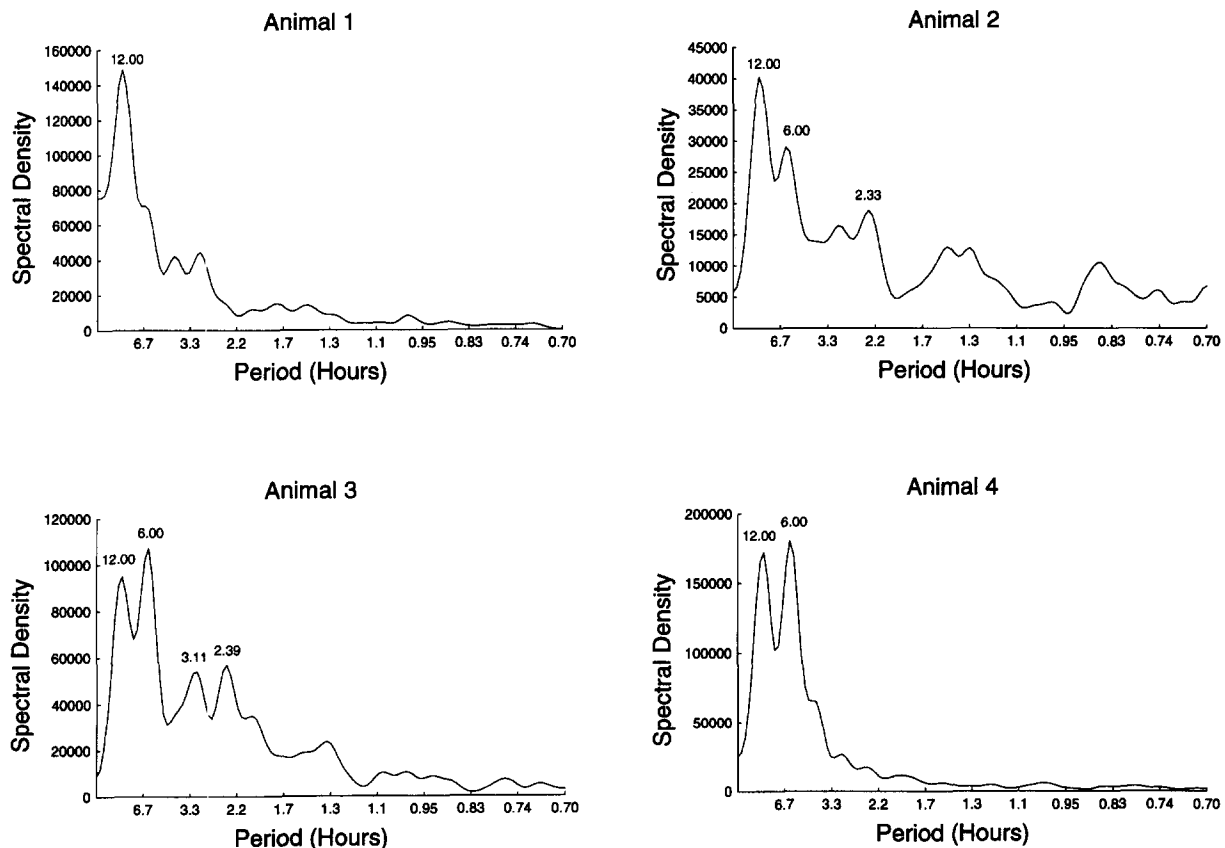 Animal 1
160000
140000
120000
100000
80000
60000
40000
20000
0
12.00
Spectral Density
6.7 3.3 2.2 1.7 1.3 1.1 0.95 0.83 0.74 0.70
Period (Hours)
Animal 2
45000
40000
35000
30000
25000
20000
15000
10000
5000
0
12.00
6.00
2.33
Spectral Density
6.7 3.3 2.2 1.7 1.3 1.1 0.95 0.83 0.74 0.70
Period (Hours)
Animal 3
120000
100000
80000
60000
40000
20000
0
12.00
6.00
3.11
2.39
Spectral Density
6.7 3.3 2.2 1.7 1.3 1.1 0.95 0.83 0.74 0.70
Period (Hours)
Animal 4
200000
150000
100000
50000
0
12.00
6.00
Spectral Density
6.7 3.3 2.2 1.7 1.3 1.1 0.95 0.83 0.74 0.70
Period (Hours)